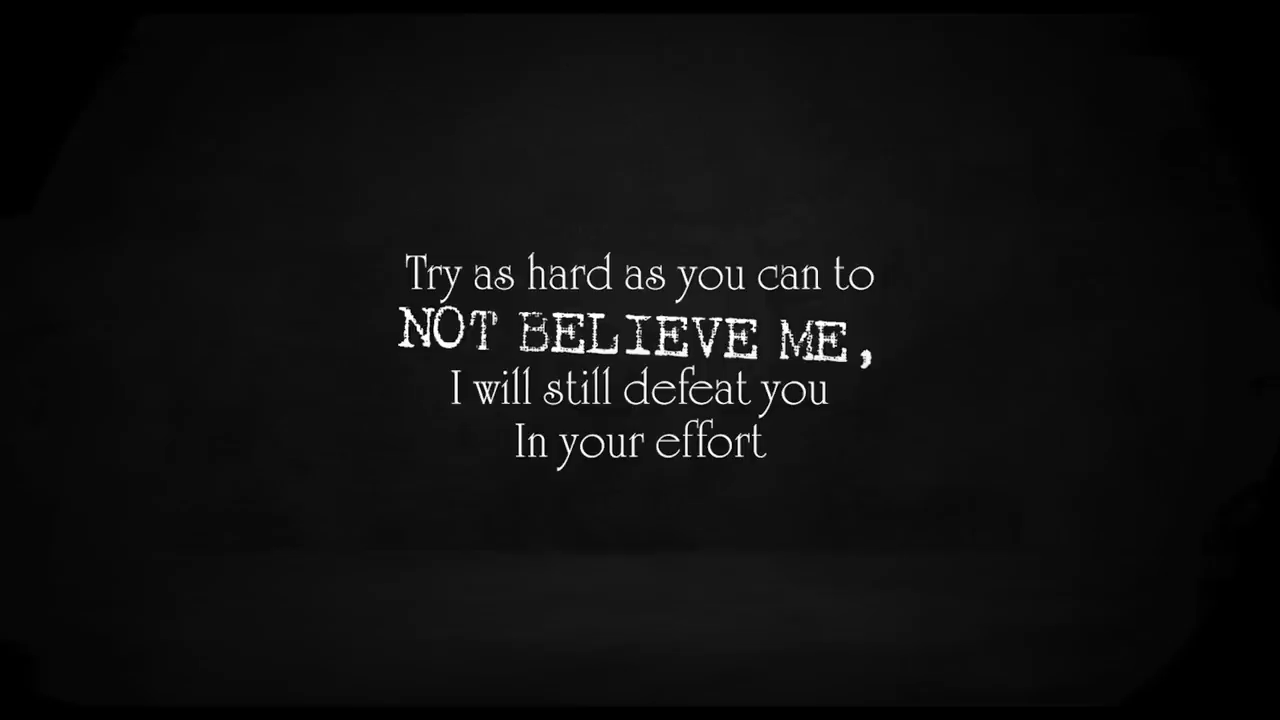 Try as hard as you can to
NOT BELIEVE ME,
I will still defeat you
In your effort